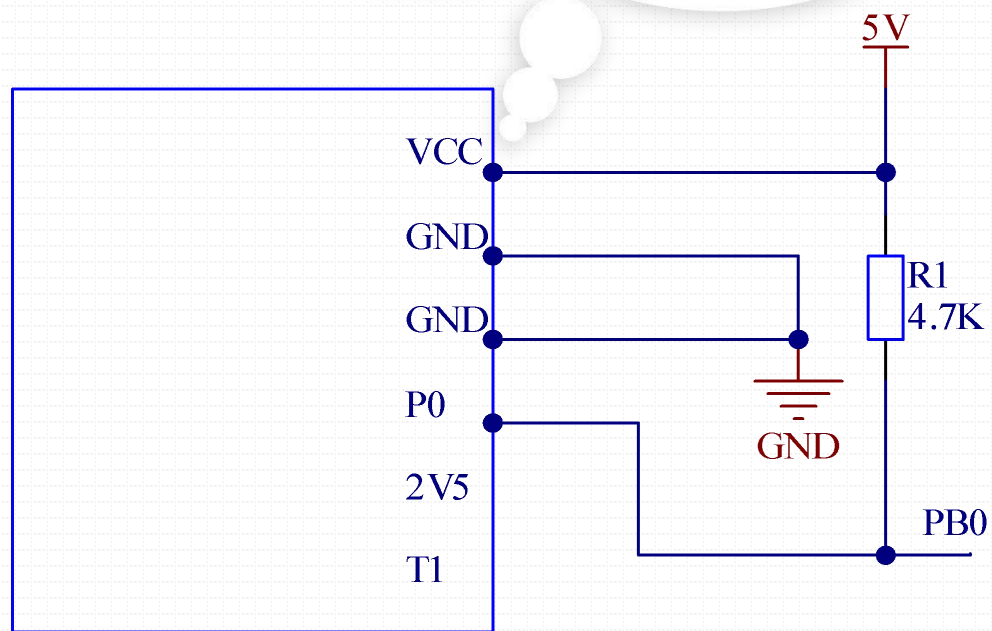 5V
VCC
GND
R1
GND
4.7K
P0
GND
2V5
PB0
T1